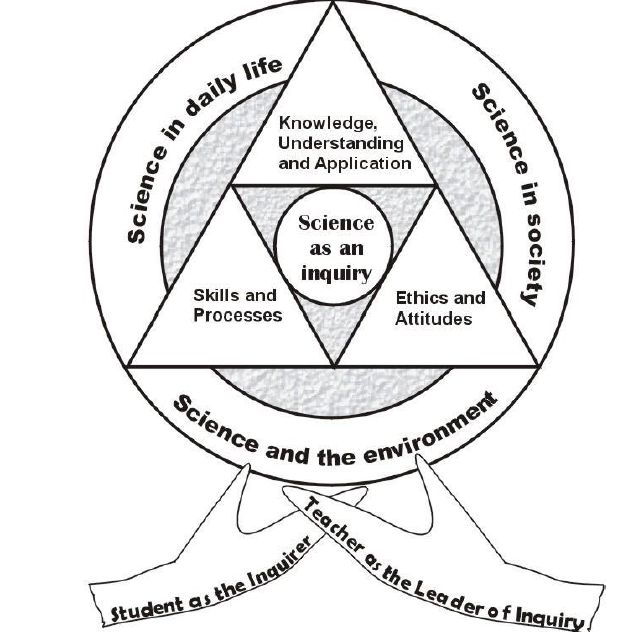 Science in daily life
Science in society
Knowledge,
Understanding
and Application
Science
as an
inquiry
Skills and
Processes
Ethics and
Attitudes
Science and the environment
Student as the Inquirer
Teacher as the Leader of Inquiry